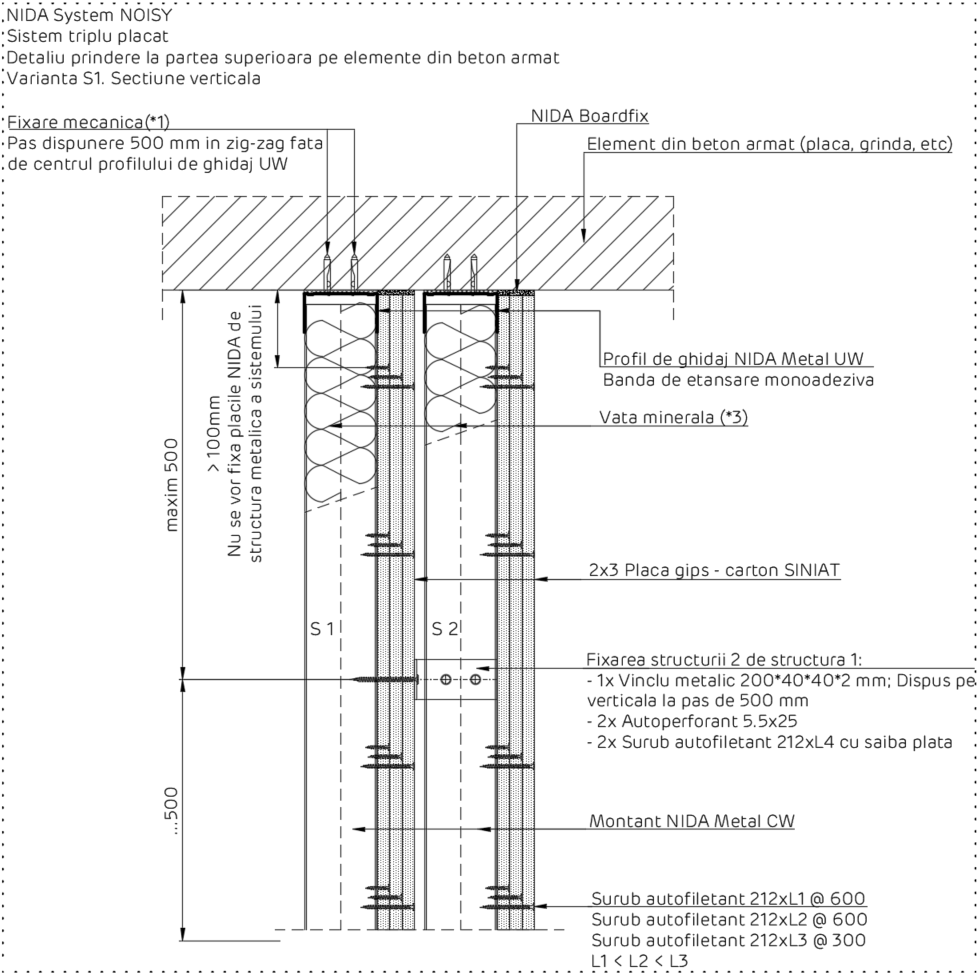 NIDA System NOISY
Sistem triplu placat
Detaliu prindere la partea superioara pe elemente din beton armat
Varianta S1. Sectiune verticala
Fixare mecanica(*1)
Pas dispunere 500 mm in zig-zag fata
de centrul profilului de ghidaj UW
NIDA Boardfix
Element din beton armat (placa, grinda, etc)
> 100mm
Nu se vor fixa placile NIDA de
structura metalica a sistemului
maxim 500
Profil de ghidaj NIDA Metal UW
Banda de etansare monoadeziva
Vata minerala (*3)
2x3 Placa gips - carton SINIAT
S 1
S 2
Fixarea structurii 2 de structura 1:
- 1x Vinclu metalic 200*40*40*2 mm; Dispus pe
verticala la pas de 500 mm
- 2x Autoperforant 5.5x25
- 2x Surub autofiletant 212xL4 cu saiba plata
...500
Montant NIDA Metal CW
Surub autofiletant 212xL1 @ 600
Surub autofiletant 212xL2 @ 600
Surub autofiletant 212xL3 @ 300
L1 < L2 < L3